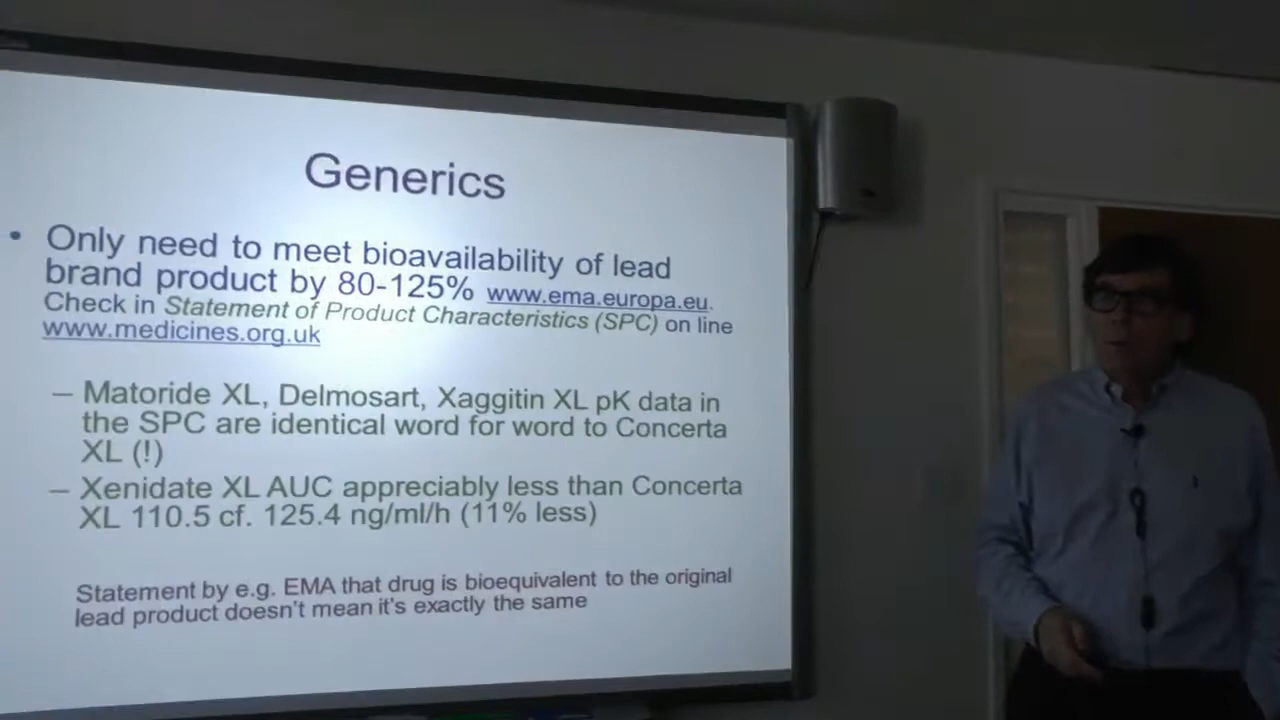 Generics
• Only need to meet bioavailability of lead
brand product by 80-125% www.ema.europa.eu.
Check in Statement of Product Characteristics (SPC) on line
www.medicines.org.uk
– Matoride XL, Delmosart, Xaggitin XL pK data in
the SPC are identical word for word to Concerta
XL (!)
– Xenidate XL AUC appreciably less than Concerta
XL 110.5 cf. 125.4 ng/ml/h (11% less)
Statement by e.g. EMA that drug is bioequivalent to the original
lead product doesn't mean it's exactly the same